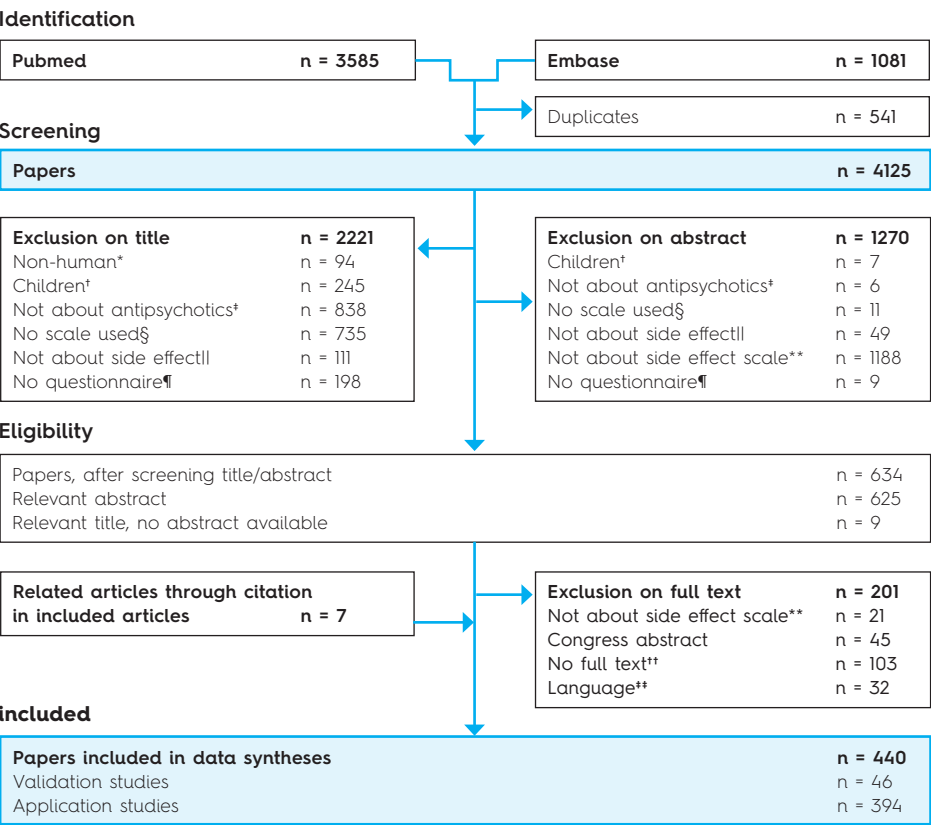 Identification
Pubmed n = 3585
Embase n = 1081
Duplicates n = 541
Screening
Papers n = 4125
Exclusion on title n = 2221
Non-human* n = 94
Children† n = 245
Not about antipsychotics‡ n = 838
No scale used§ n = 735
Not about side effect|| n = 111
No questionnaire¶ n = 198
Exclusion on abstract n = 1270
Children† n = 7
Not about antipsychotics‡ n = 6
No scale used§ n = 11
Not about side effect|| n = 49
Not about side effect scale** n = 1188
No questionnaire¶ n = 9
Eligibility
Papers, after screening title/abstract n = 634
Relevant abstract n = 625
Relevant title, no abstract available n = 9
Related articles through citation
in included articles n = 7
Exclusion on full text n = 201
Not about side effect scale** n = 21
Congress abstract n = 45
No full text†† n = 103
Language‡‡ n = 32
included
Papers included in data syntheses n = 440
Validation studies n = 46
Application studies n = 394